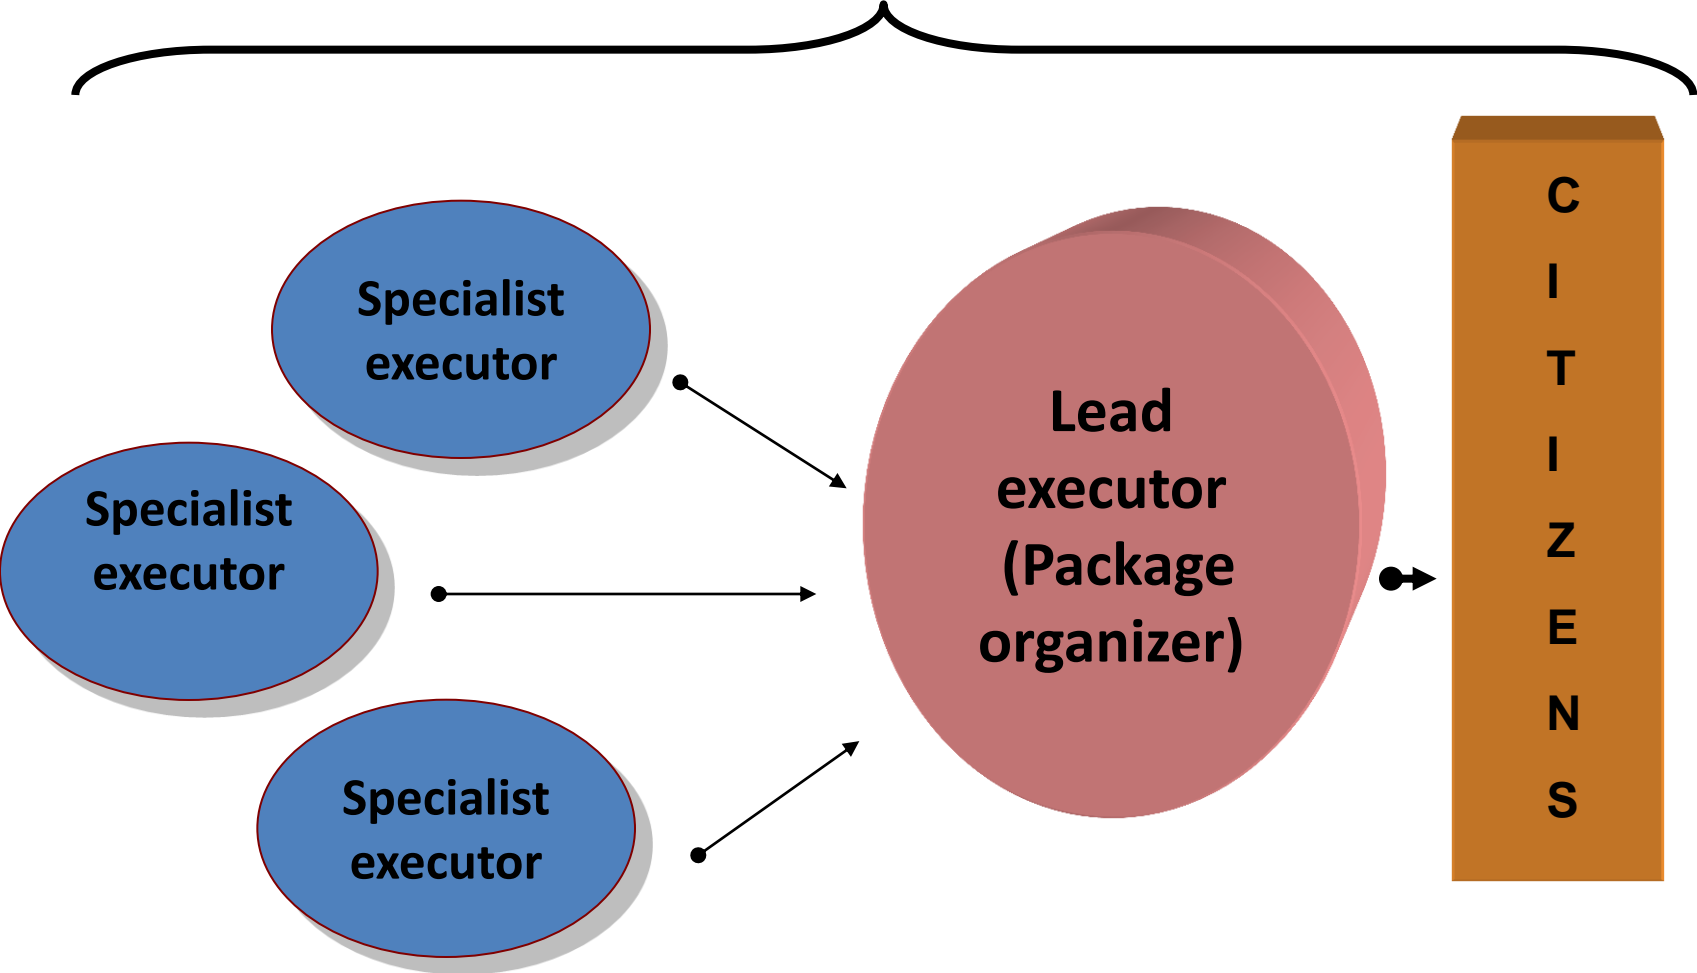 Specialist
executor
Specialist
executor
Specialist
executor
Lead
executor
(Package
organizer)
C
I
T
I
Z
E
N
S